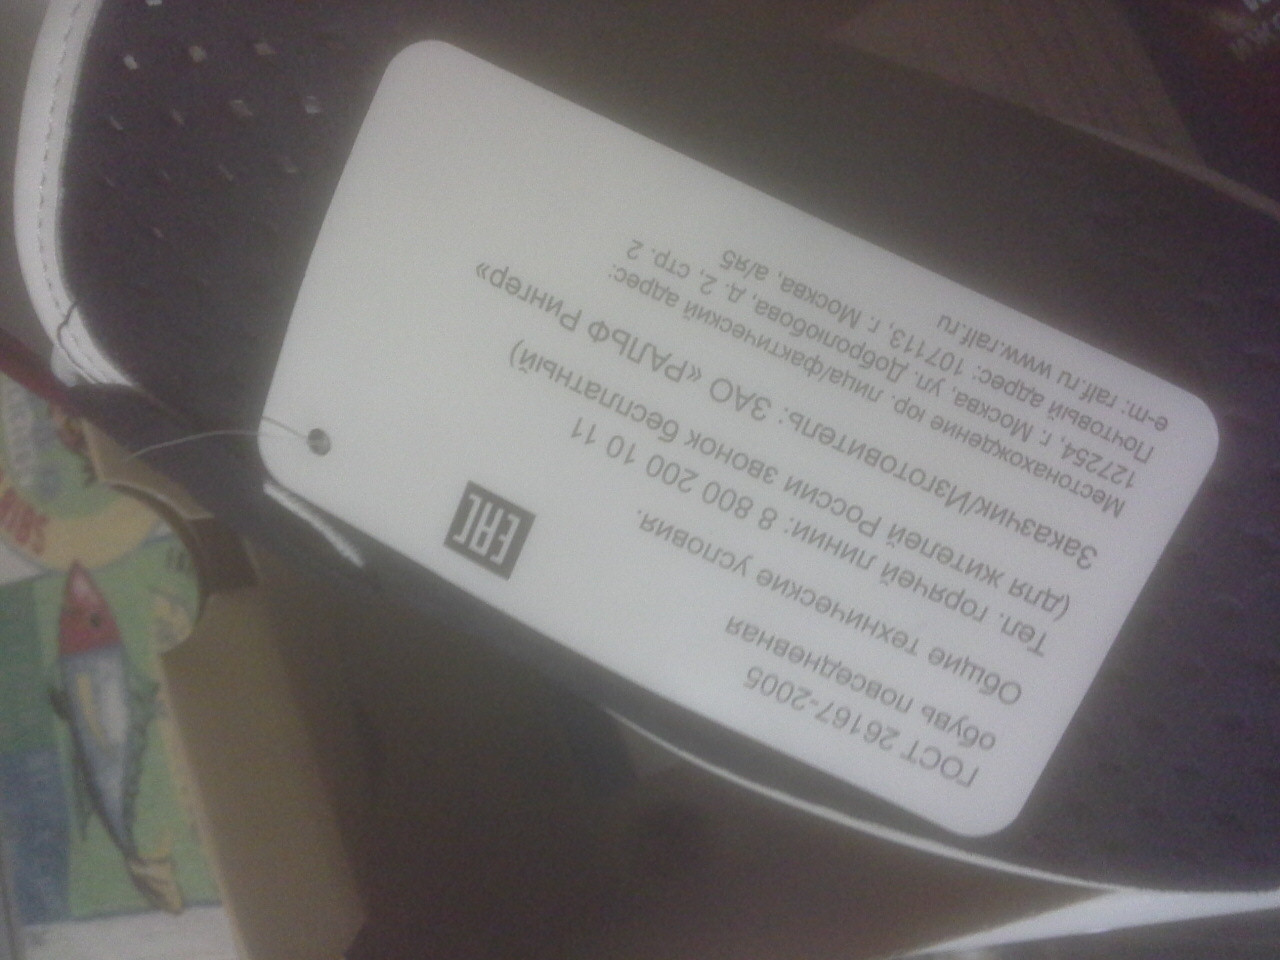 ГОСТ 26167-2005
обувь повседневная
Общие технические условия.
Тел. горячей линии: 8 800 200 10 11
(для жителей России звонок бесплатный)
Заказчик/Изготовитель: ЗАО «РАЛЬФ Рингер»
Местонахождение юр. лица/фактический адрес:
127254, г. Москва, ул. Добролюбова, д. 2, стр. 2
Почтовый адрес: 107113, г. Москва, а/я5
e-m: ralf.ru www.ralf.ru
ЕАС